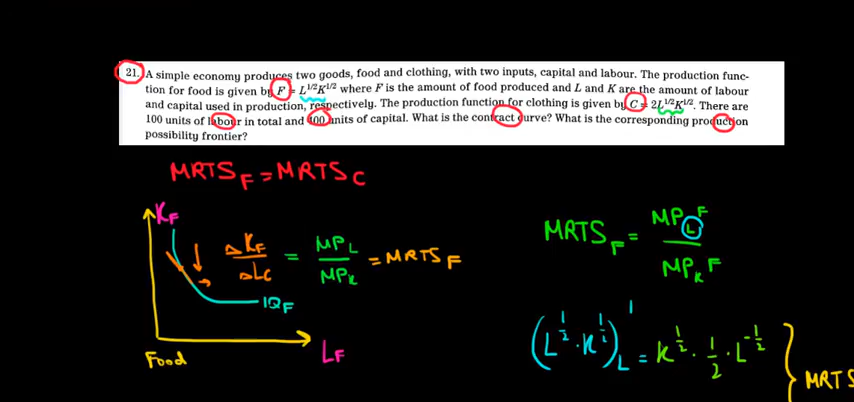 21. A simple economy produces two goods, food and clothing, with two inputs, capital and labour. The production func-
tion for food is given by F = L^1/2K^1/2 where F is the amount of food produced and L and K are the amount of labour
and capital used in production, respectively. The production function for clothing is given by C = 2L^1/2K^1/2. There are
100 units of labour in total and 400 units of capital. What is the contract curve? What is the corresponding production
possibility frontier?
MRTS_F = MRTS_C
K_F
ΔK_F / ΔLc = MP_L / MP_K = MRTS_F
IQ_F
Food
L_F
MRTS_F = MP_L^F / MP_K^F
(L^1/2 · K^1/2)'_L = K^1/2 · 1/2 · L^-1/2
MRTS